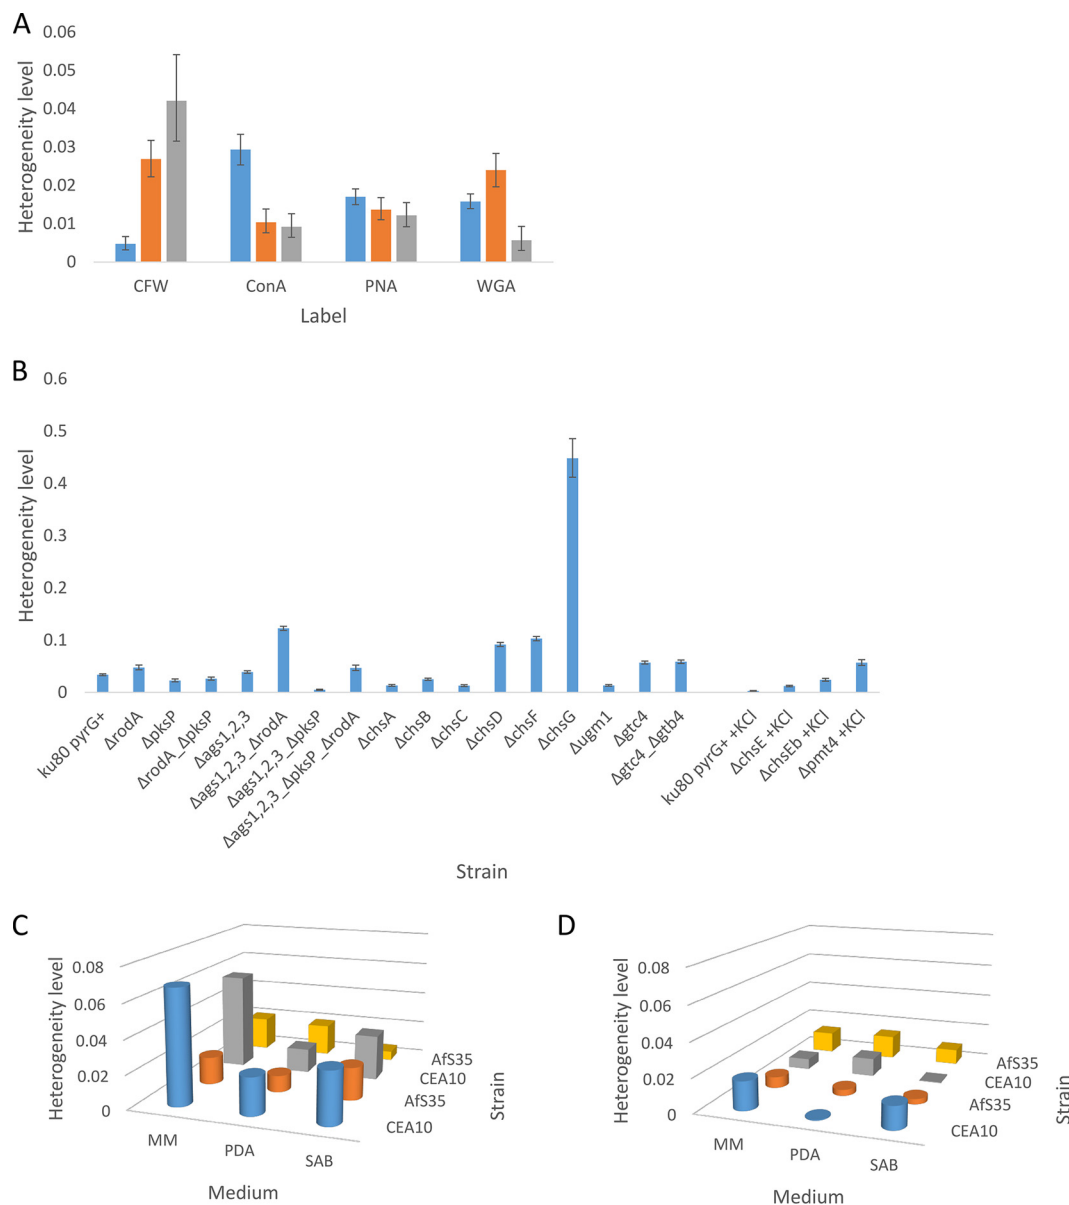 A
Heterogeneity level
0.06
0.05
0.04
0.03
0.02
0.01
0
CFW
ConA
PNA
WGA
Label
B
Heterogeneity level
0.6
0.5
0.4
0.3
0.2
0.1
0
ku80 pyrG+
ΔrodA
ΔpksP
ΔrodA_ΔpksP
Δags1,2,3
Δags1,2,3_ΔrodA
Δags1,2,3_ΔpksP
Δags1,2,3_ΔpksP_ΔrodA
ΔchsA
ΔchsB
ΔchsC
ΔchsD
ΔchsF
ΔchsG
Δugm1
Δgtc4
Δgtc4_Δgtb4
ku80 pyrG+ +KCl
ΔchsE +KCl
ΔchsEb +KCl
Δpmt4 +KCl
Strain
C
Heterogeneity level
0.08
0.06
0.04
0.02
0
MM
PDA
SAB
Medium
AfS35
CEA10
AfS35
CEA10
Strain
D
Heterogeneity level
0.08
0.06
0.04
0.02
0
MM
PDA
SAB
Medium
AfS35
CEA10
AfS35
CEA10
Strain